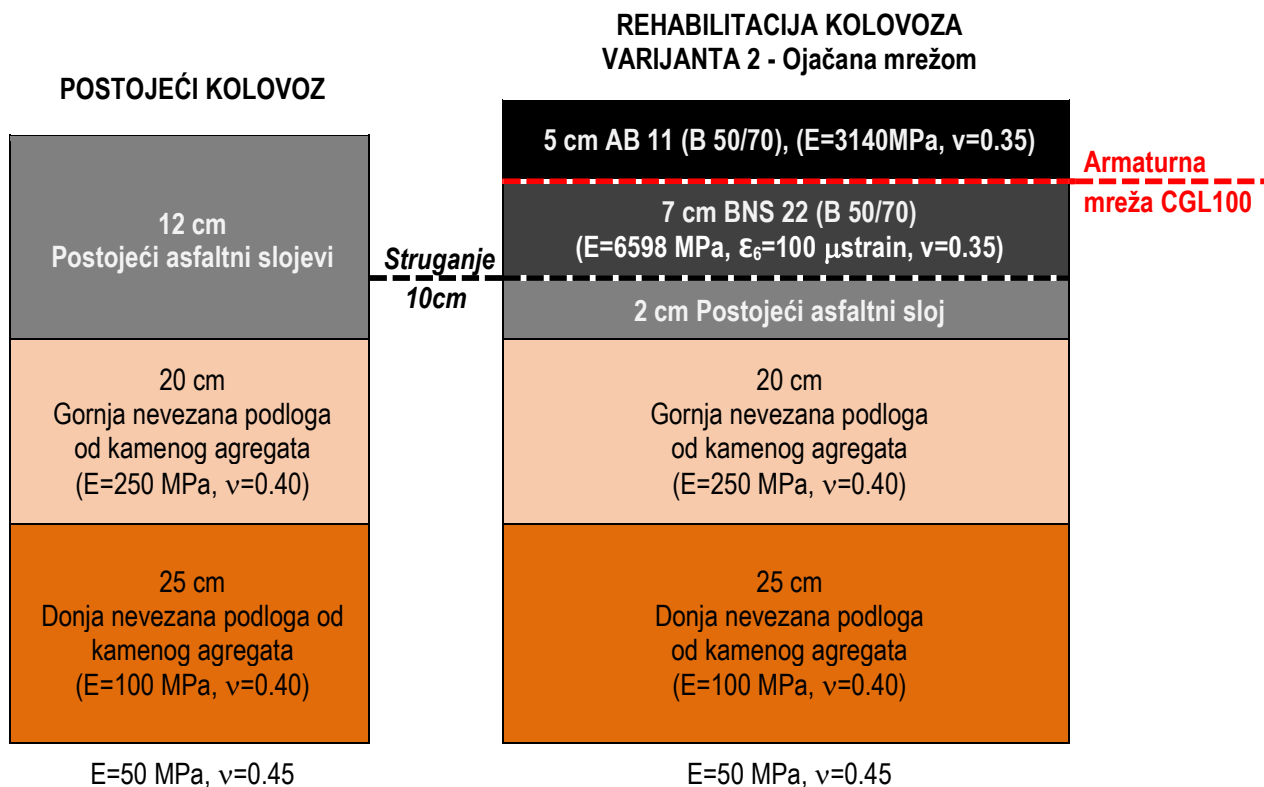 REHABILITACIJA KOLOVOZA
VARIJANTA 2 - Ojačana mrežom
POSTOJEĆI KOLOVOZ
12 cm
Postojeći asfaltni slojevi
20 cm
Gornja nevezana podloga
od kamenog agregata
(E=250 MPa, ν=0.40)
25 cm
Donja nevezana podloga od
kamenog agregata
(E=100 MPa, ν=0.40)
E=50 MPa, ν=0.45
Struganje
10cm
5 cm AB 11 (B 50/70), (E=3140MPa, ν=0.35)
Armaturna
mreža CGL100
7 cm BNS 22 (B 50/70)
(E=6598 MPa, Ɛ₆=100 μstrain, ν=0.35)
2 cm Postojeći asfaltni sloj
20 cm
Gornja nevezana podloga
od kamenog agregata
(E=250 MPa, ν=0.40)
25 cm
Donja nevezana podloga
od kamenog agregata
(E=100 MPa, ν=0.40)
E=50 MPa, ν=0.45